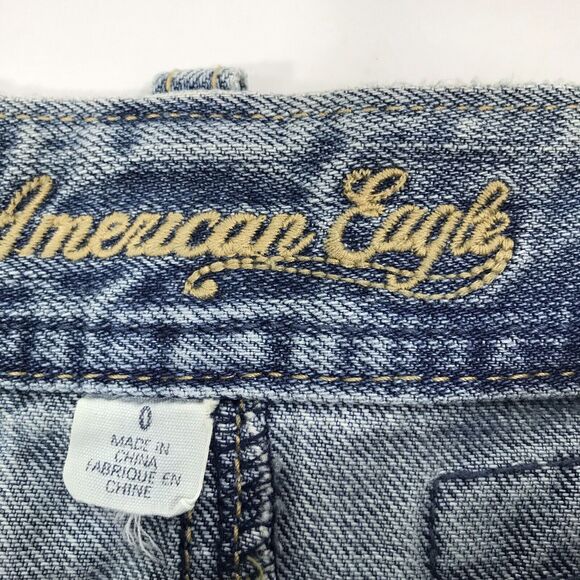 American Eagle
0
MADE IN
CHINA
FABRIQUE EN
CHINE